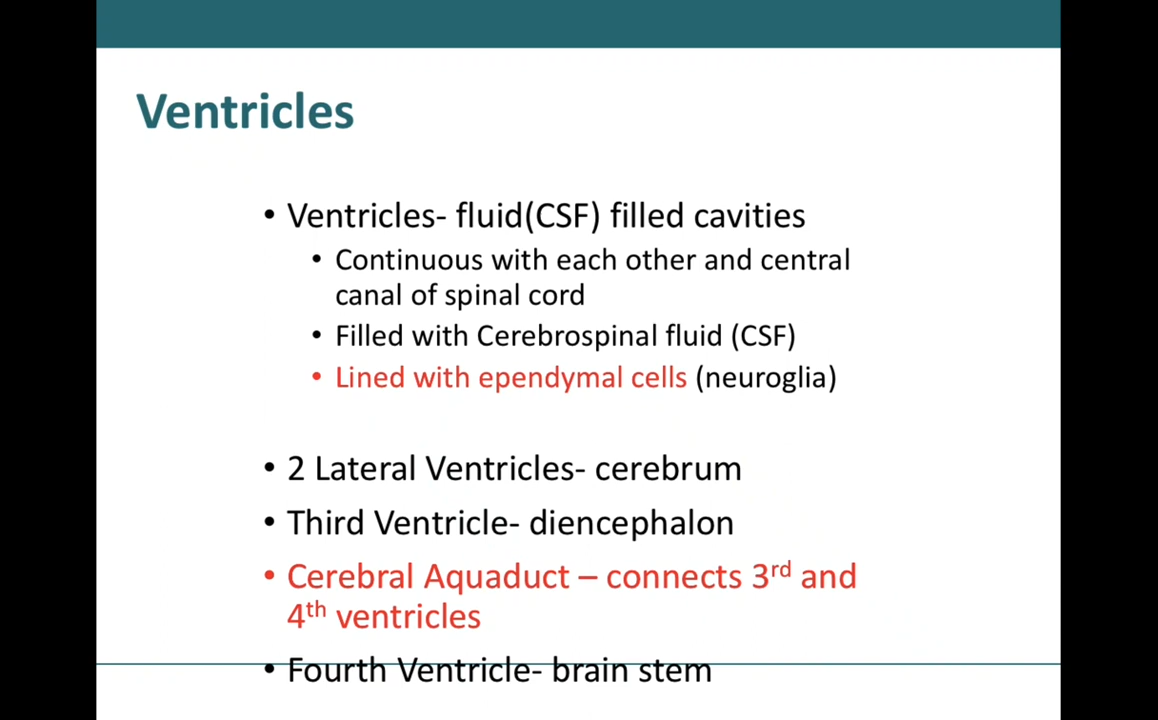 Ventricles
• Ventricles- fluid(CSF) filled cavities
• Continuous with each other and central
canal of spinal cord
• Filled with Cerebrospinal fluid (CSF)
• Lined with ependymal cells (neuroglia)
• 2 Lateral Ventricles- cerebrum
• Third Ventricle- diencephalon
• Cerebral Aquaduct – connects 3rd and
4th ventricles
• Fourth Ventricle- brain stem